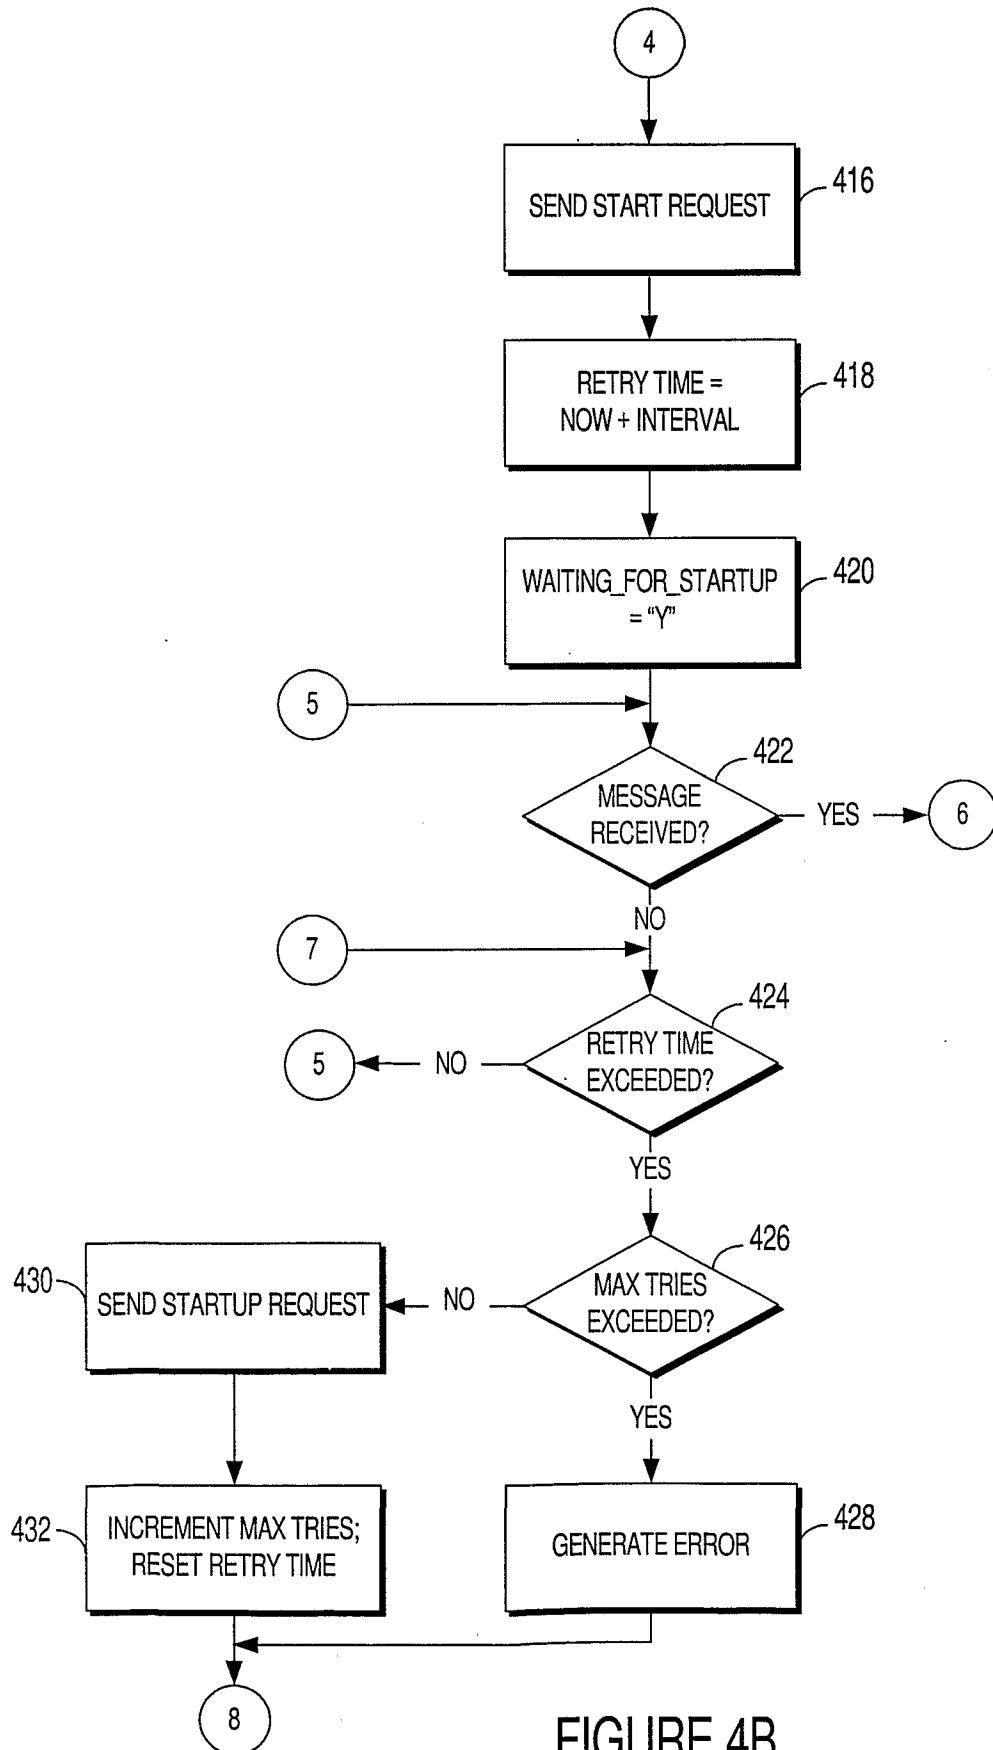 4
SEND START REQUEST
416
RETRY TIME =
NOW + INTERVAL
418
WAITING_FOR_STARTUP
= “Y”
420
5
422
MESSAGE
RECEIVED?
YES
6
NO
7
424
RETRY TIME
EXCEEDED?
NO
5
YES
426
MAX TRIES
EXCEEDED?
NO
430
SEND STARTUP REQUEST
YES
432
INCREMENT MAX TRIES;
RESET RETRY TIME
GENERATE ERROR
428
8
FIGURE 4B